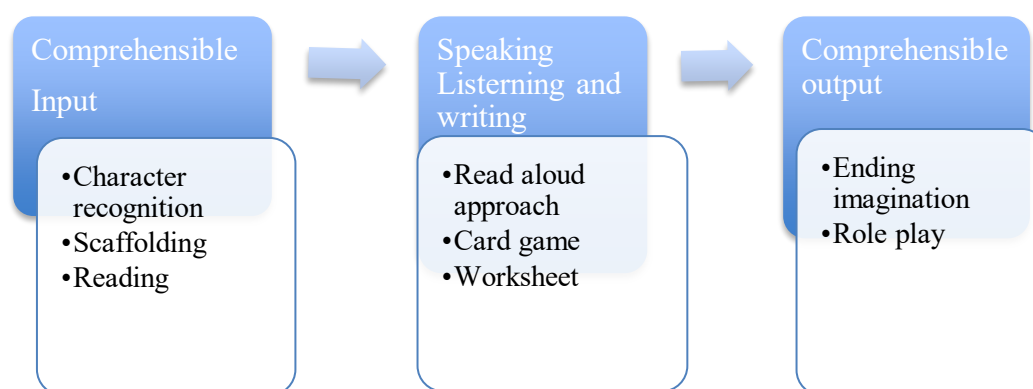 Comprehensible
Input
•Character
recognition
•Scaffolding
•Reading
Speaking
Listerning and
writing
•Read aloud
approach
•Card game
•Worksheet
Comprehensible
output
•Ending
imagination
•Role play